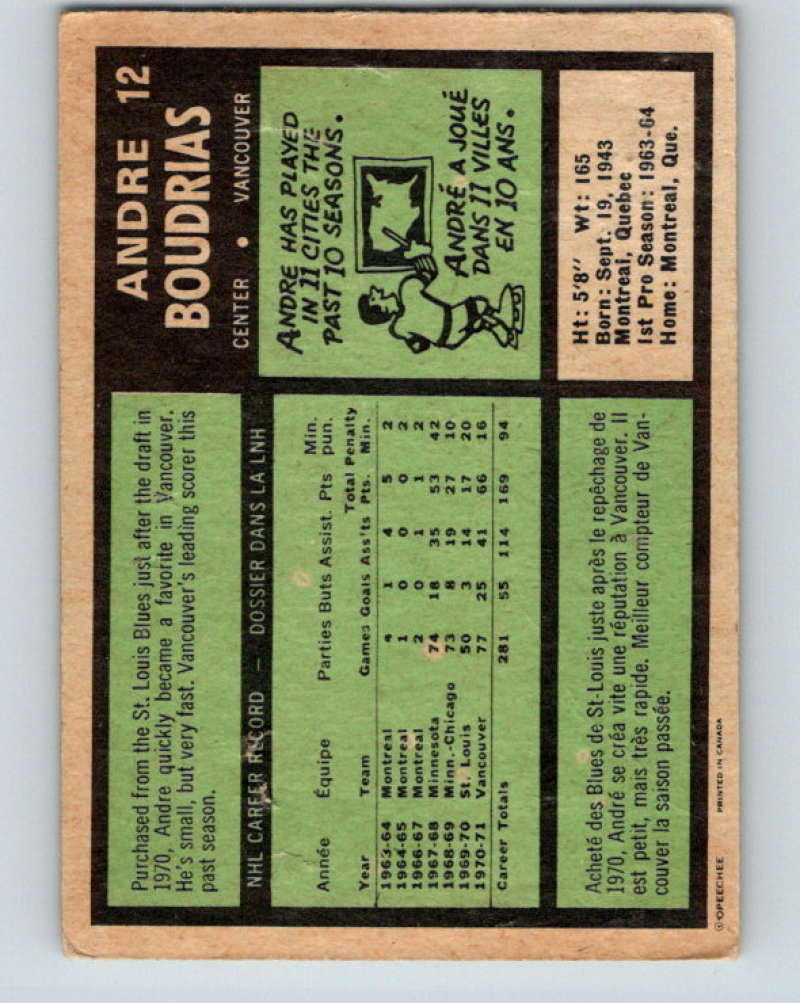 ANDRE 12
BOUDRIAS
CENTER • VANCOUVER
Purchased from the St. Louis Blues just after the draft in
1970, Andre quickly became a favorite in Vancouver.
He's small, but very fast. Vancouver's leading scorer this
past season.
ANDRE HAS PLAYED
IN 11 CITIES THE
PAST 10 SEASONS.
ANDRÉ A JOUÉ
DANS 11 VILLES
EN 10 ANS.
NHL CAREER RECORD — DOSSIER DANS LA LNH
Année Équipe Parties Buts Assist. Pts Min. pun.
Year Team Games Goals Ass'ts Total Pts. Penalty Min.
1963-64 Montreal 4 1 4 5 2
1964-65 Montreal 1 0 0 0 2
1966-67 Montreal 2 0 1 1 2
1967-68 Minnesota 74 18 35 53 42
1968-69 Minn.-Chicago 73 8 19 27 10
1969-70 St. Louis 50 3 14 17 20
1970-71 Vancouver 77 25 41 66 16
Career Totals 281 55 114 169 94
Ht: 5'8" Wt: 165
Born: Sept. 19, 1943
Montreal, Quebec
1st Pro Season: 1963-64
Home: Montreal, Que.
Acheté des Blues de St-Louis juste après le repêchage de
1970, André se créa vite une réputation à Vancouver. Il
est petit, mais très rapide. Meilleur compteur de Van-
couver la saison passée.
©OPEECHEE PRINTED IN CANADA